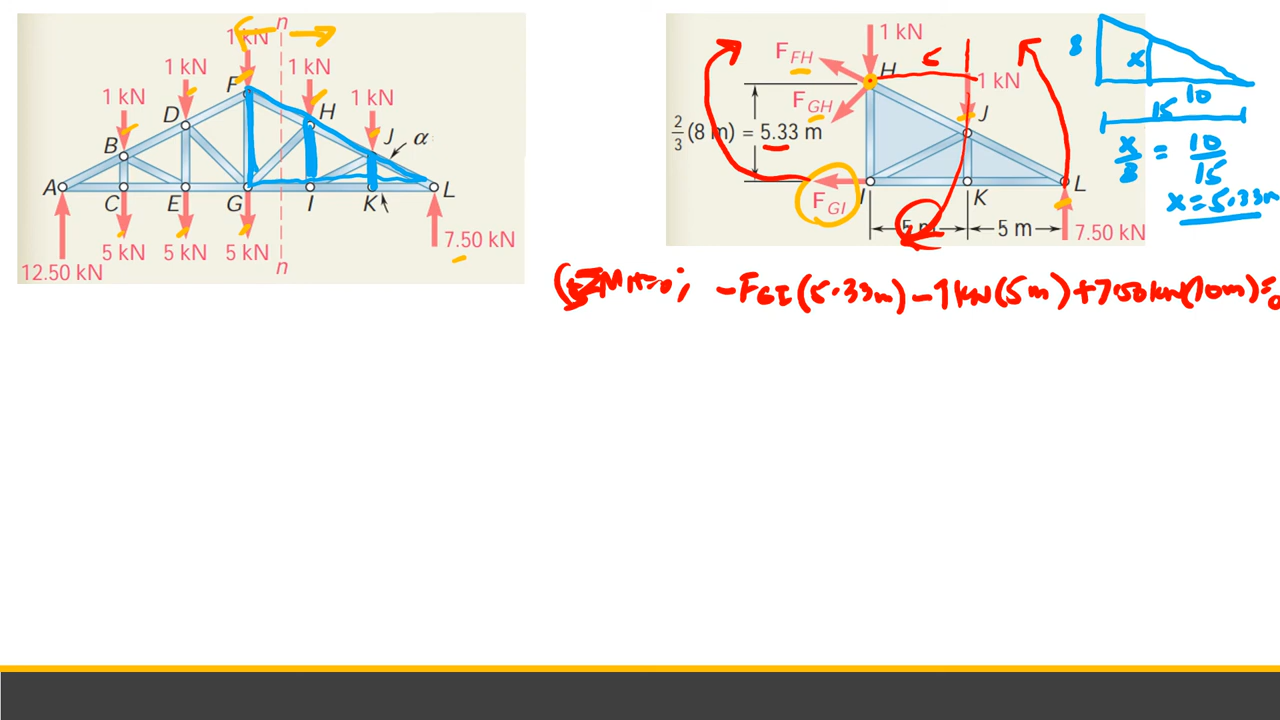 n
1 kN
1 kN
1 kN
1 kN
1 kN
F
D
H
B
J
α
A
L
C
E
G
I
K
5 kN
5 kN
5 kN
7.50 kN
12.50 kN
n
1 kN
F_FH
H
5
1 kN
F_GH
J
2/3 (8 m) = 5.33 m
F_GI
I
K
L
5 m
5 m
7.50 kN
8
x
10
15
x/8 = 10/15
x = 5.33m
ΣM_H=0; -F_GI (5.33m) - 1kN (5m) + 7.50kN (10m) = 0